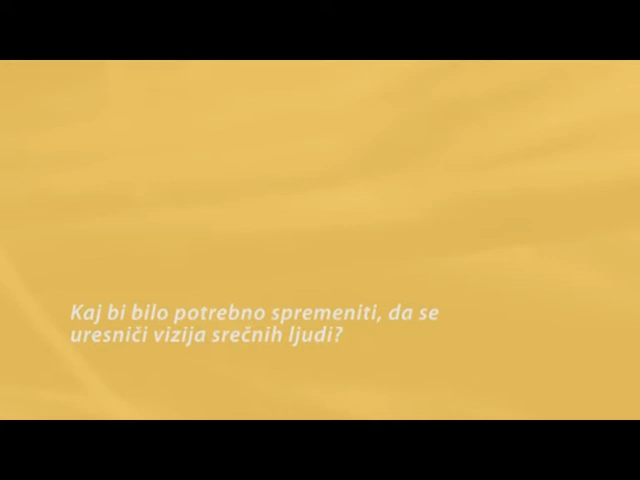 Kaj bi bilo potrebno spremeniti, da se
uresniči vizija srečnih ljudi?